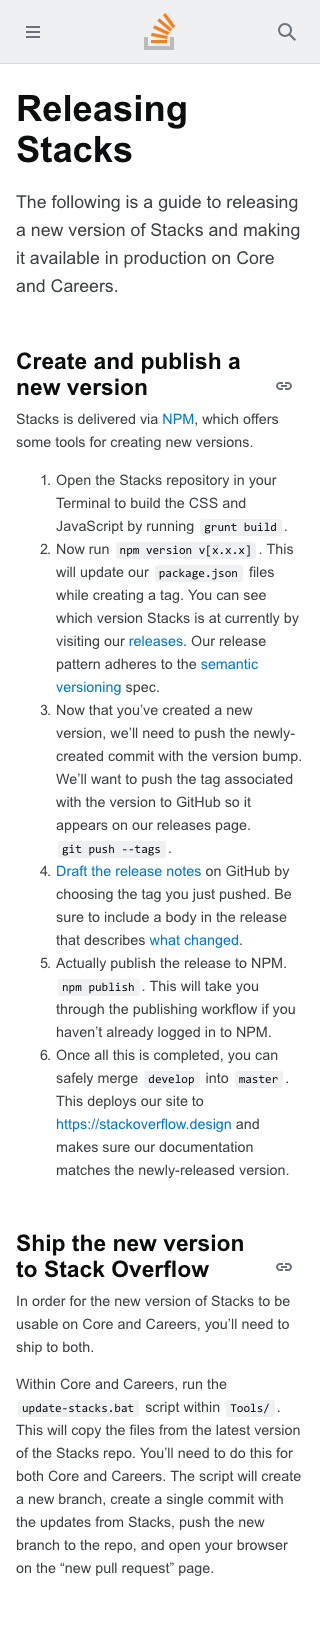 Releasing
Stacks
The following is a guide to releasing
a new version of Stacks and making
it available in production on Core
and Careers.
Create and publish a
new version
Stacks is delivered via NPM, which offers
some tools for creating new versions.
1. Open the Stacks repository in your
Terminal to build the CSS and
JavaScript by running grunt build .
2. Now run npm version v[x.x.x] . This
will update our package.json files
while creating a tag. You can see
which version Stacks is at currently by
visiting our releases. Our release
pattern adheres to the semantic
versioning spec.
3. Now that you’ve created a new
version, we’ll need to push the newly-
created commit with the version bump.
We’ll want to push the tag associated
with the version to GitHub so it
appears on our releases page.
git push --tags .
4. Draft the release notes on GitHub by
choosing the tag you just pushed. Be
sure to include a body in the release
that describes what changed.
5. Actually publish the release to NPM.
npm publish . This will take you
through the publishing workflow if you
haven’t already logged in to NPM.
6. Once all this is completed, you can
safely merge develop into master .
This deploys our site to
https://stackoverflow.design and
makes sure our documentation
matches the newly-released version.
Ship the new version
to Stack Overflow
In order for the new version of Stacks to be
usable on Core and Careers, you’ll need to
ship to both.
Within Core and Careers, run the
update-stacks.bat script within Tools/ .
This will copy the files from the latest version
of the Stacks repo. You’ll need to do this for
both Core and Careers. The script will create
a new branch, create a single commit with
the updates from Stacks, push the new
branch to the repo, and open your browser
on the “new pull request” page.